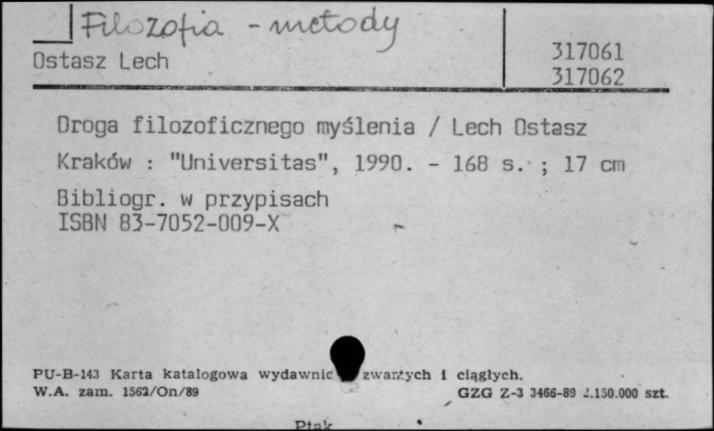 Filozofia - metody
Ostasz Lech
317061
317062
Droga filozoficznego myślenia / Lech Ostasz
Kraków : "Universitas", 1990. - 168 s. ; 17 cm
Bibliogr. w przypisach
ISBN 83-7052-009-X
PU-B-143 Karta katalogowa wydawnic zwartych i ciągłych.
W.A. zam. 1562/On/89 GZG Z-3 3466-89 2.150.000 szt.
Ptak